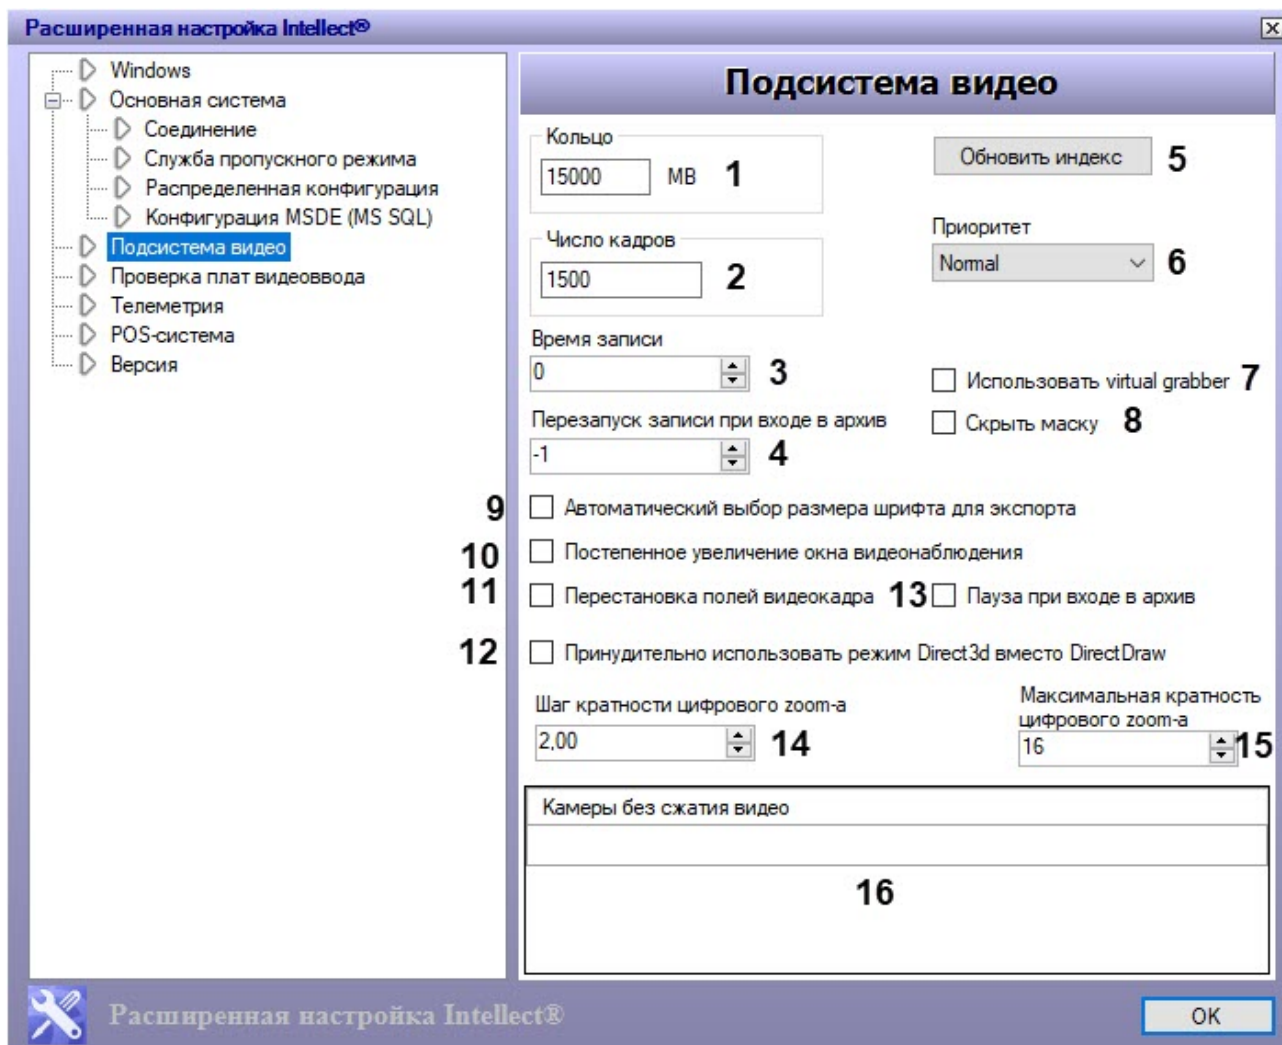 Расширенная настройка Intellect®
Windows
Основная система
Соединение
Служба пропускного режима
Распределенная конфигурация
Конфигурация MSDE (MS SQL)
Подсистема видео
Проверка плат видеоввода
Телеметрия
POS-система
Версия
Подсистема видео
Кольцо
15000 MB 1
Обновить индекс 5
Число кадров
1500 2
Приоритет
Normal 6
Время записи
0 3
Использовать virtual grabber 7
Перезапуск записи при входе в архив
-1 4
Скрыть маску 8
9 Автоматический выбор размера шрифта для экспорта
10 Постепенное увеличение окна видеонаблюдения
11 Перестановка полей видеокадра 13 Пауза при входе в архив
12 Принудительно использовать режим Direct3d вместо DirectDraw
Шаг кратности цифрового zoom-а
2,00 14
Максимальная кратность
цифрового zoom-а
16 15
Камеры без сжатия видео
16
Расширенная настройка Intellect®
OK